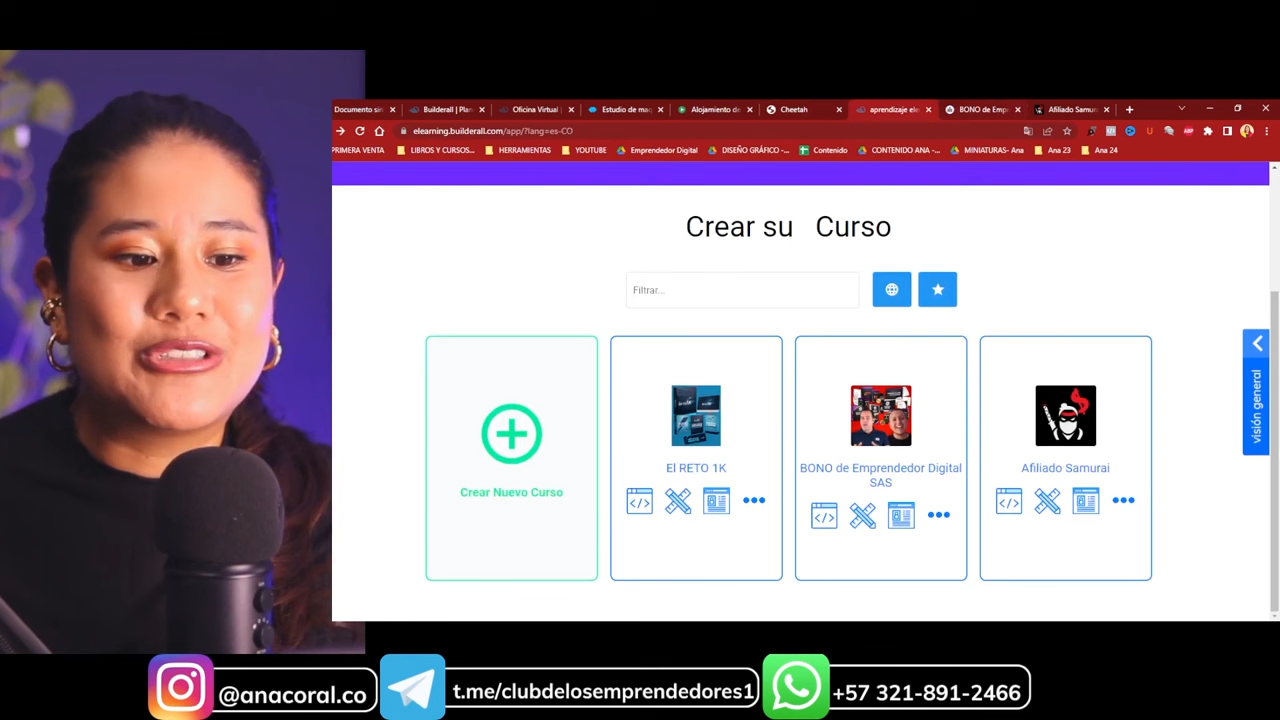 Documento sin
Builderall | Plan
Oficina Virtual |
Estudio de maq
Alojamiento de
Cheetah
aprendizaje ele
BONO de Emp
Afiliado Samura
elearning.builderall.com/app/?lang=es-CO
PRIMERA VENTA
LIBROS Y CURSOS...
HERRAMIENTAS
YOUTUBE
Emprendedor Digital
DISEÑO GRÁFICO -...
Contenido
CONTENIDO ANA -...
MINIATURAS- Ana
Ana 23
Ana 24
Crear su Curso
Filtrar...
visión general
Crear Nuevo Curso
El RETO 1K
BONO de Emprendedor Digital
SAS
Afiliado Samurai
@anacoral.co
t.me/clubdelosemprendedores1
+57 321-891-2466